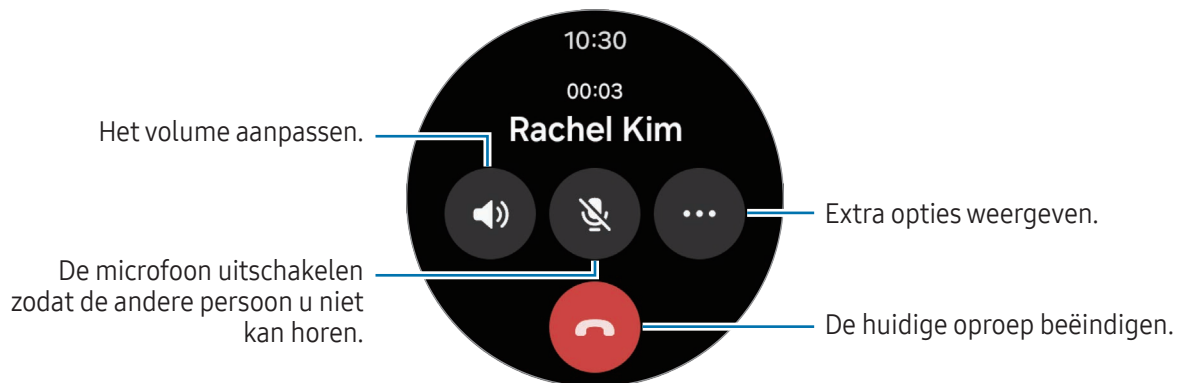 10:30
00:03
Rachel Kim
Het volume aanpassen.
Extra opties weergeven.
De microfoon uitschakelen
zodat de andere persoon u niet
kan horen.
De huidige oproep beëindigen.